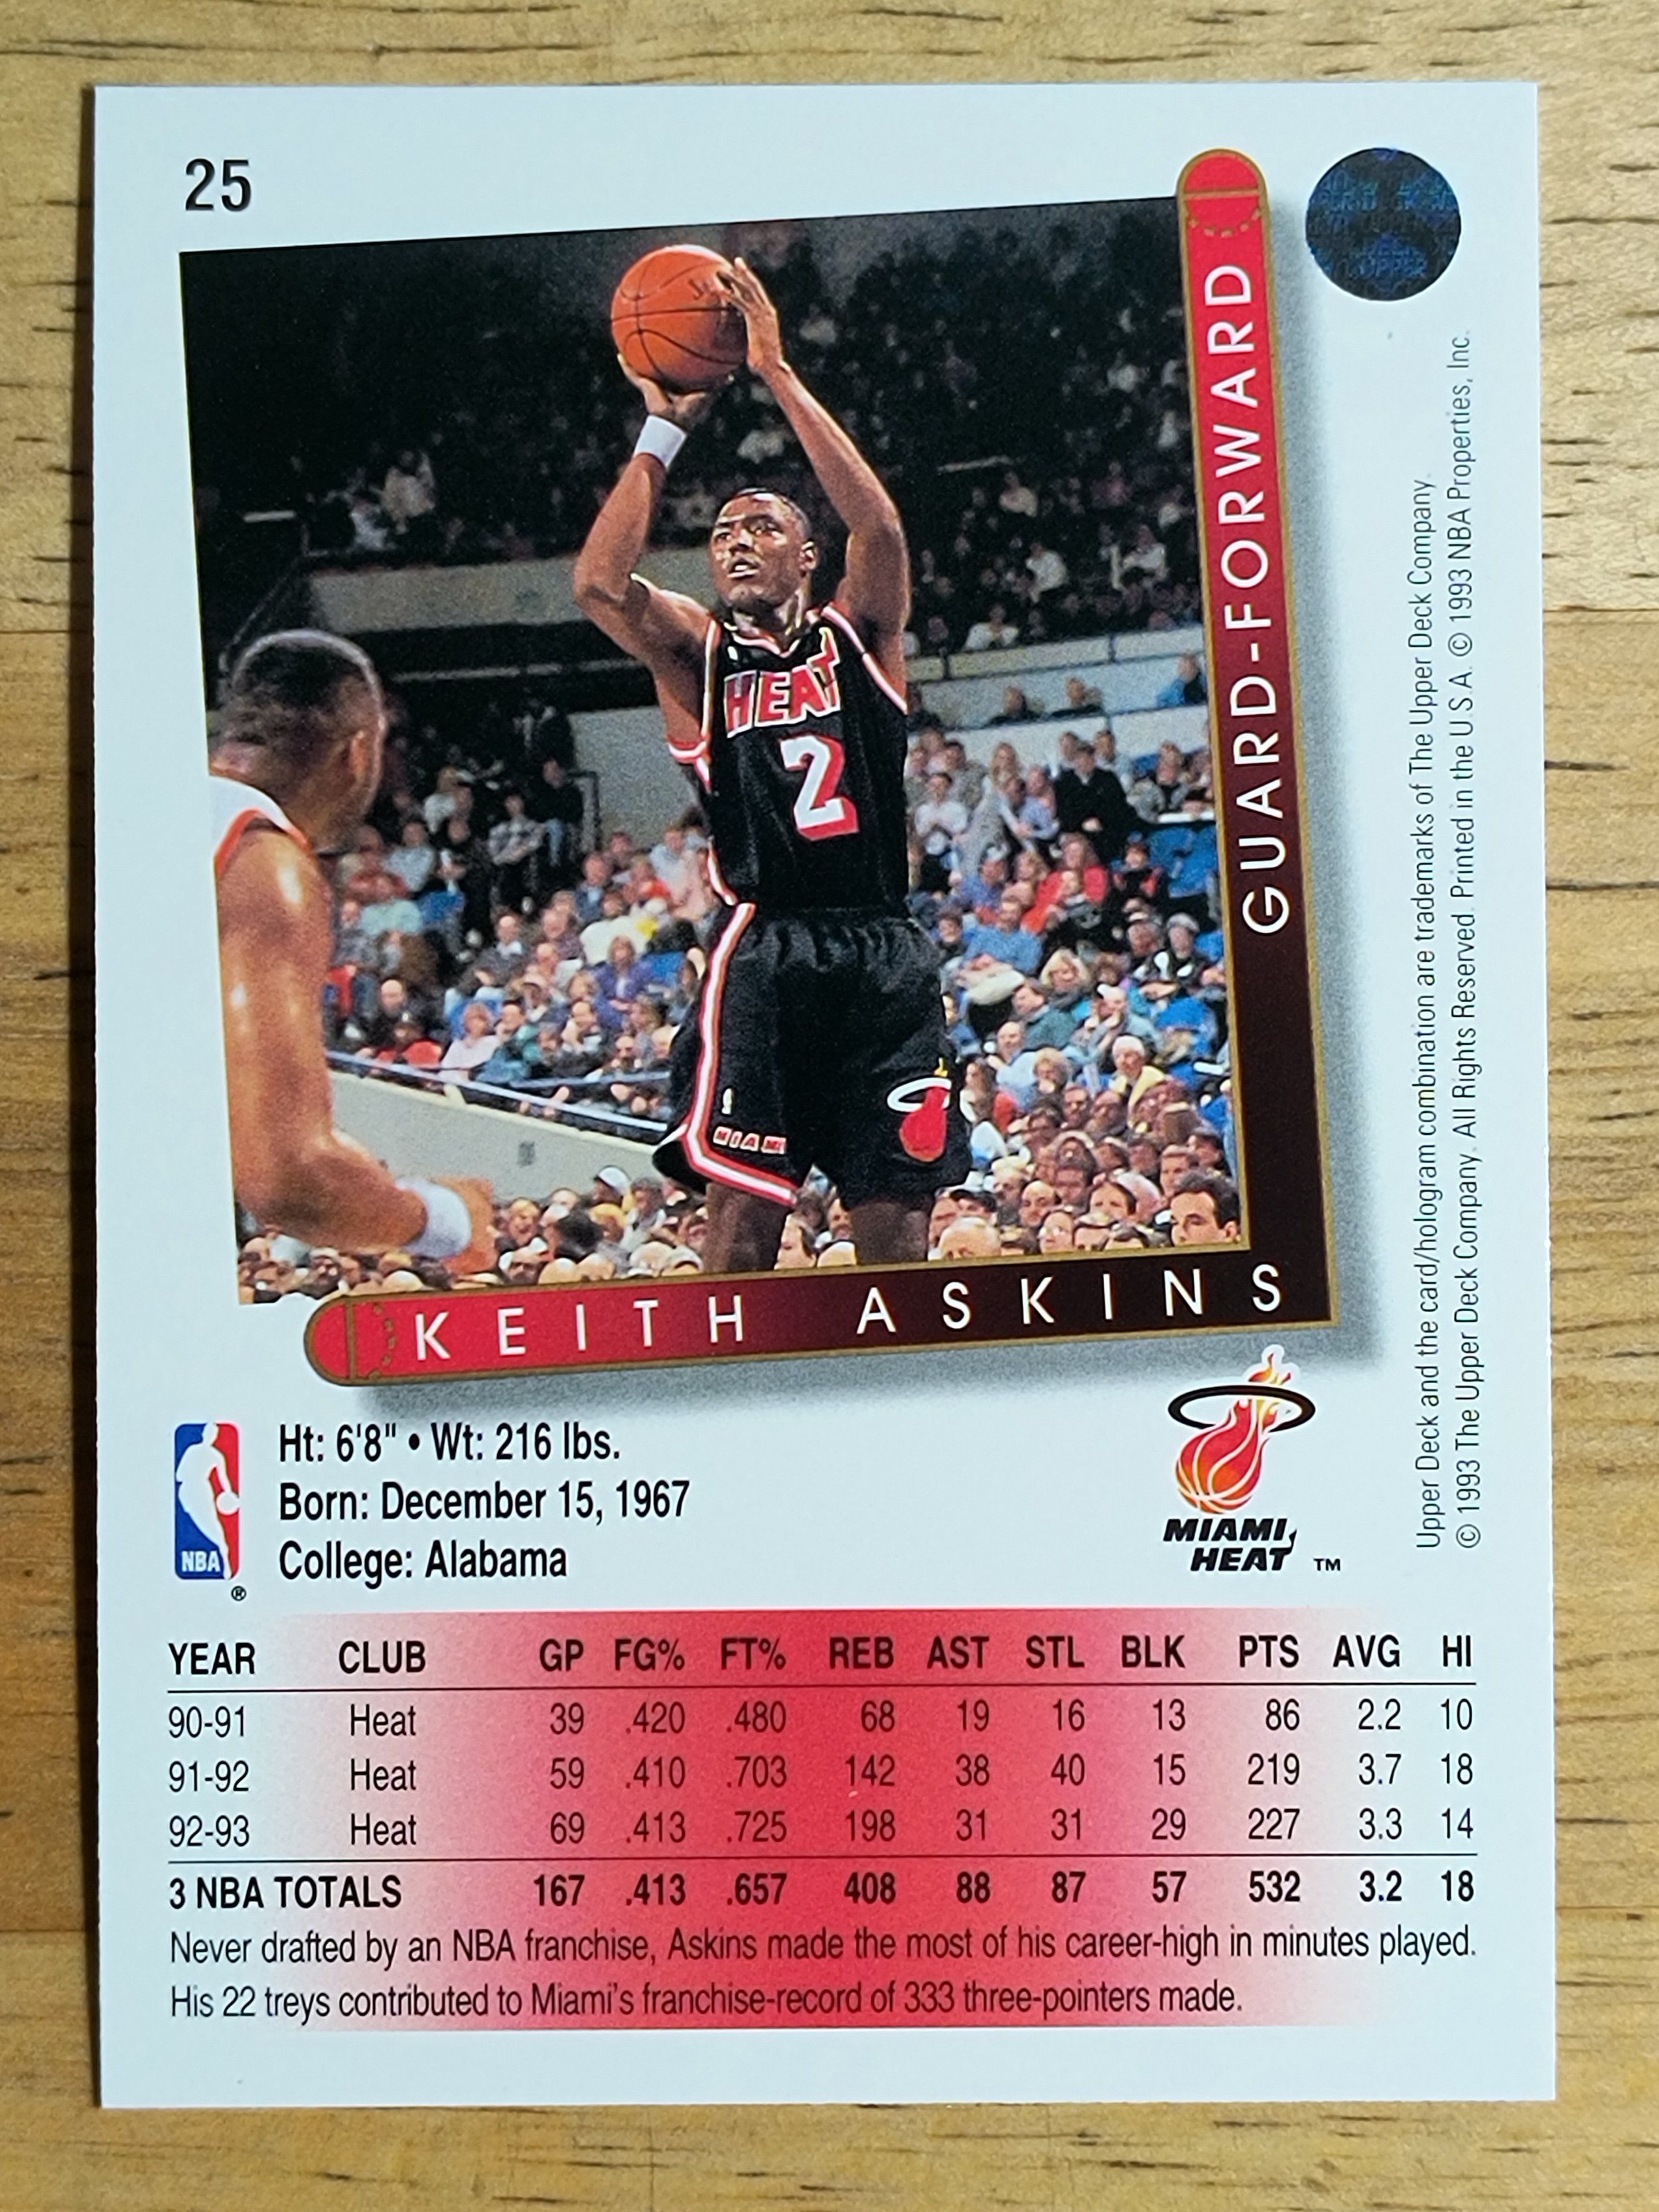 25
GUARD-FORWARD
HEAT
2
MIAMI
KEITH ASKINS
Ht: 6'8" • Wt: 216 lbs.
Born: December 15, 1967
College: Alabama
NBA
®
MIAMI
HEAT TM
YEAR CLUB GP FG% FT% REB AST STL BLK PTS AVG HI
90-91 Heat 39 .420 .480 68 19 16 13 86 2.2 10
91-92 Heat 59 .410 .703 142 38 40 15 219 3.7 18
92-93 Heat 69 .413 .725 198 31 31 29 227 3.3 14
3 NBA TOTALS 167 .413 .657 408 88 87 57 532 3.2 18
Never drafted by an NBA franchise, Askins made the most of his career-high in minutes played.
His 22 treys contributed to Miami's franchise-record of 333 three-pointers made.
Upper Deck and the card/hologram combination are trademarks of The Upper Deck Company.
© 1993 The Upper Deck Company. All Rights Reserved. Printed in the U.S.A. © 1993 NBA Properties, Inc.